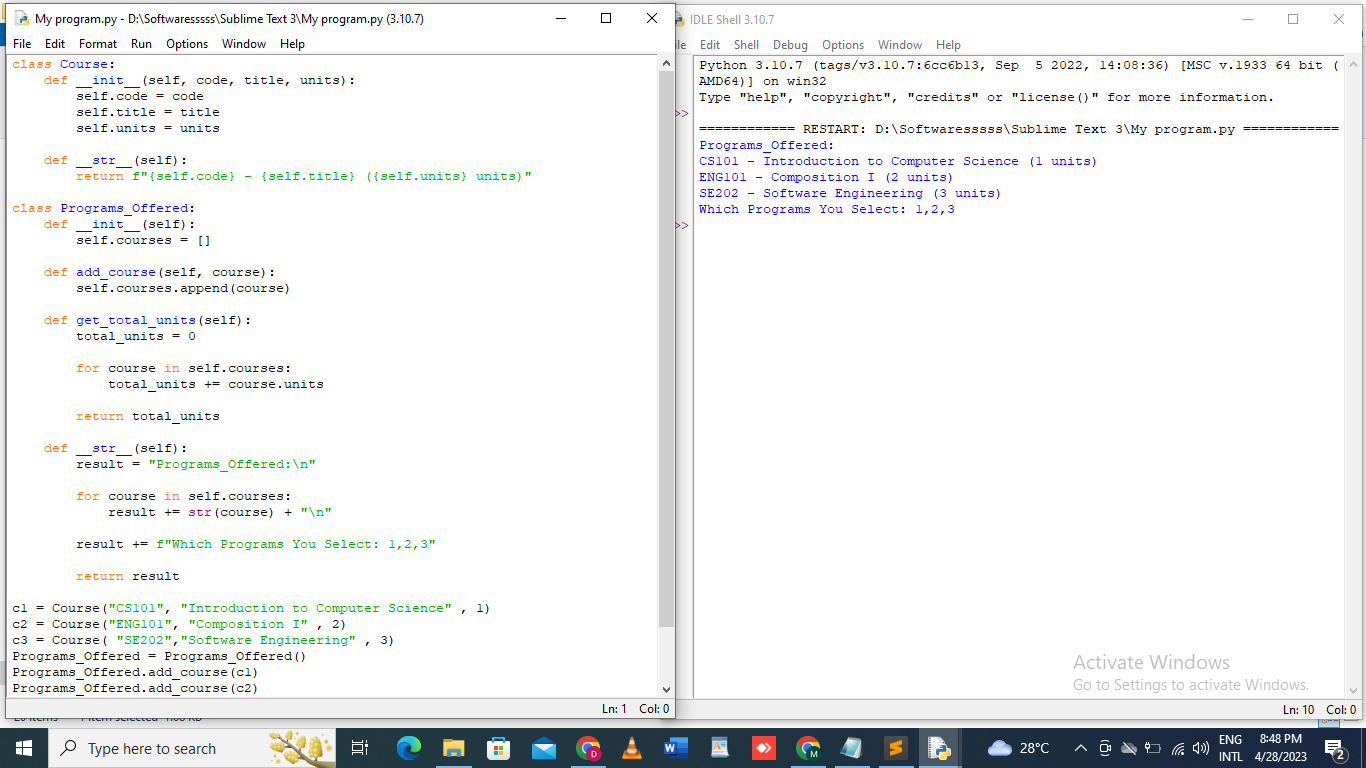 My program.py - D:\Softwaresssss\Sublime Text 3\My program.py (3.10.7)
File Edit Format Run Options Window Help
class Course:
    def __init__(self, code, title, units):
        self.code = code
        self.title = title
        self.units = units
    def __str__(self):
        return f"{self.code} - {self.title} ({self.units} units)"
class Programs_Offered:
    def __init__(self):
        self.courses = []
    def add_course(self, course):
        self.courses.append(course)
    def get_total_units(self):
        total_units = 0
        for course in self.courses:
            total_units += course.units
        return total_units
    def __str__(self):
        result = "Programs_Offered:\n"
        for course in self.courses:
            result += str(course) + "\n"
        result += f"Which Programs You Select: 1,2,3"
        return result
c1 = Course("CS101", "Introduction to Computer Science" , 1)
c2 = Course("ENG101", "Composition I" , 2)
c3 = Course( "SE202","Software Engineering" , 3)
Programs_Offered = Programs_Offered()
Programs_Offered.add_course(c1)
Programs_Offered.add_course(c2)
Ln: 1 Col: 0
IDLE Shell 3.10.7
Edit Shell Debug Options Window Help
Python 3.10.7 (tags/v3.10.7:6cc6b13, Sep  5 2022, 14:08:36) [MSC v.1933 64 bit (
AMD64)] on win32
Type "help", "copyright", "credits" or "license()" for more information.
>>
============ RESTART: D:\Softwaresssss\Sublime Text 3\My program.py ============
Programs_Offered:
CS101 - Introduction to Computer Science (1 units)
ENG101 - Composition I (2 units)
SE202 - Software Engineering (3 units)
Which Programs You Select: 1,2,3
>>
Activate Windows
Go to Settings to activate Windows.
Ln: 10 Col: 0
Type here to search
28°C
ENG
INTL
8:48 PM
4/28/2023
2